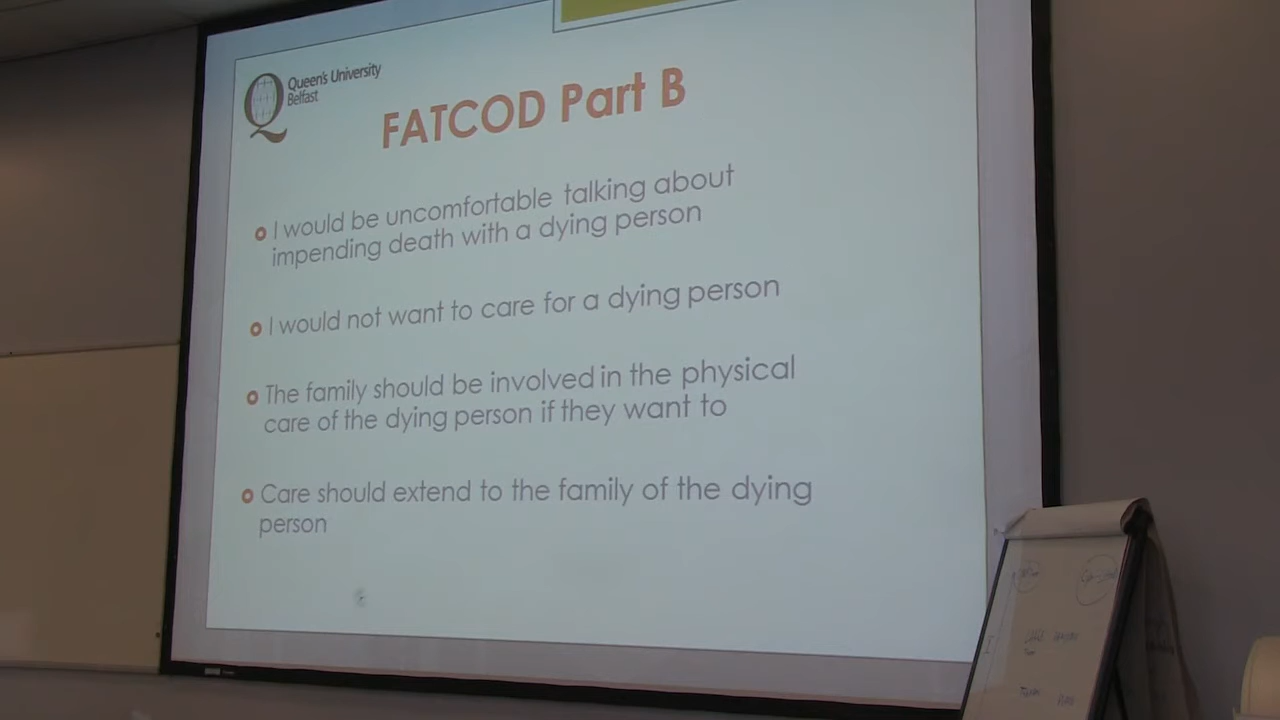 Queen's University
Belfast
FATCOD Part B
I would be uncomfortable talking about
impending death with a dying person
I would not want to care for a dying person
The family should be involved in the physical
care of the dying person if they want to
Care should extend to the family of the dying
person